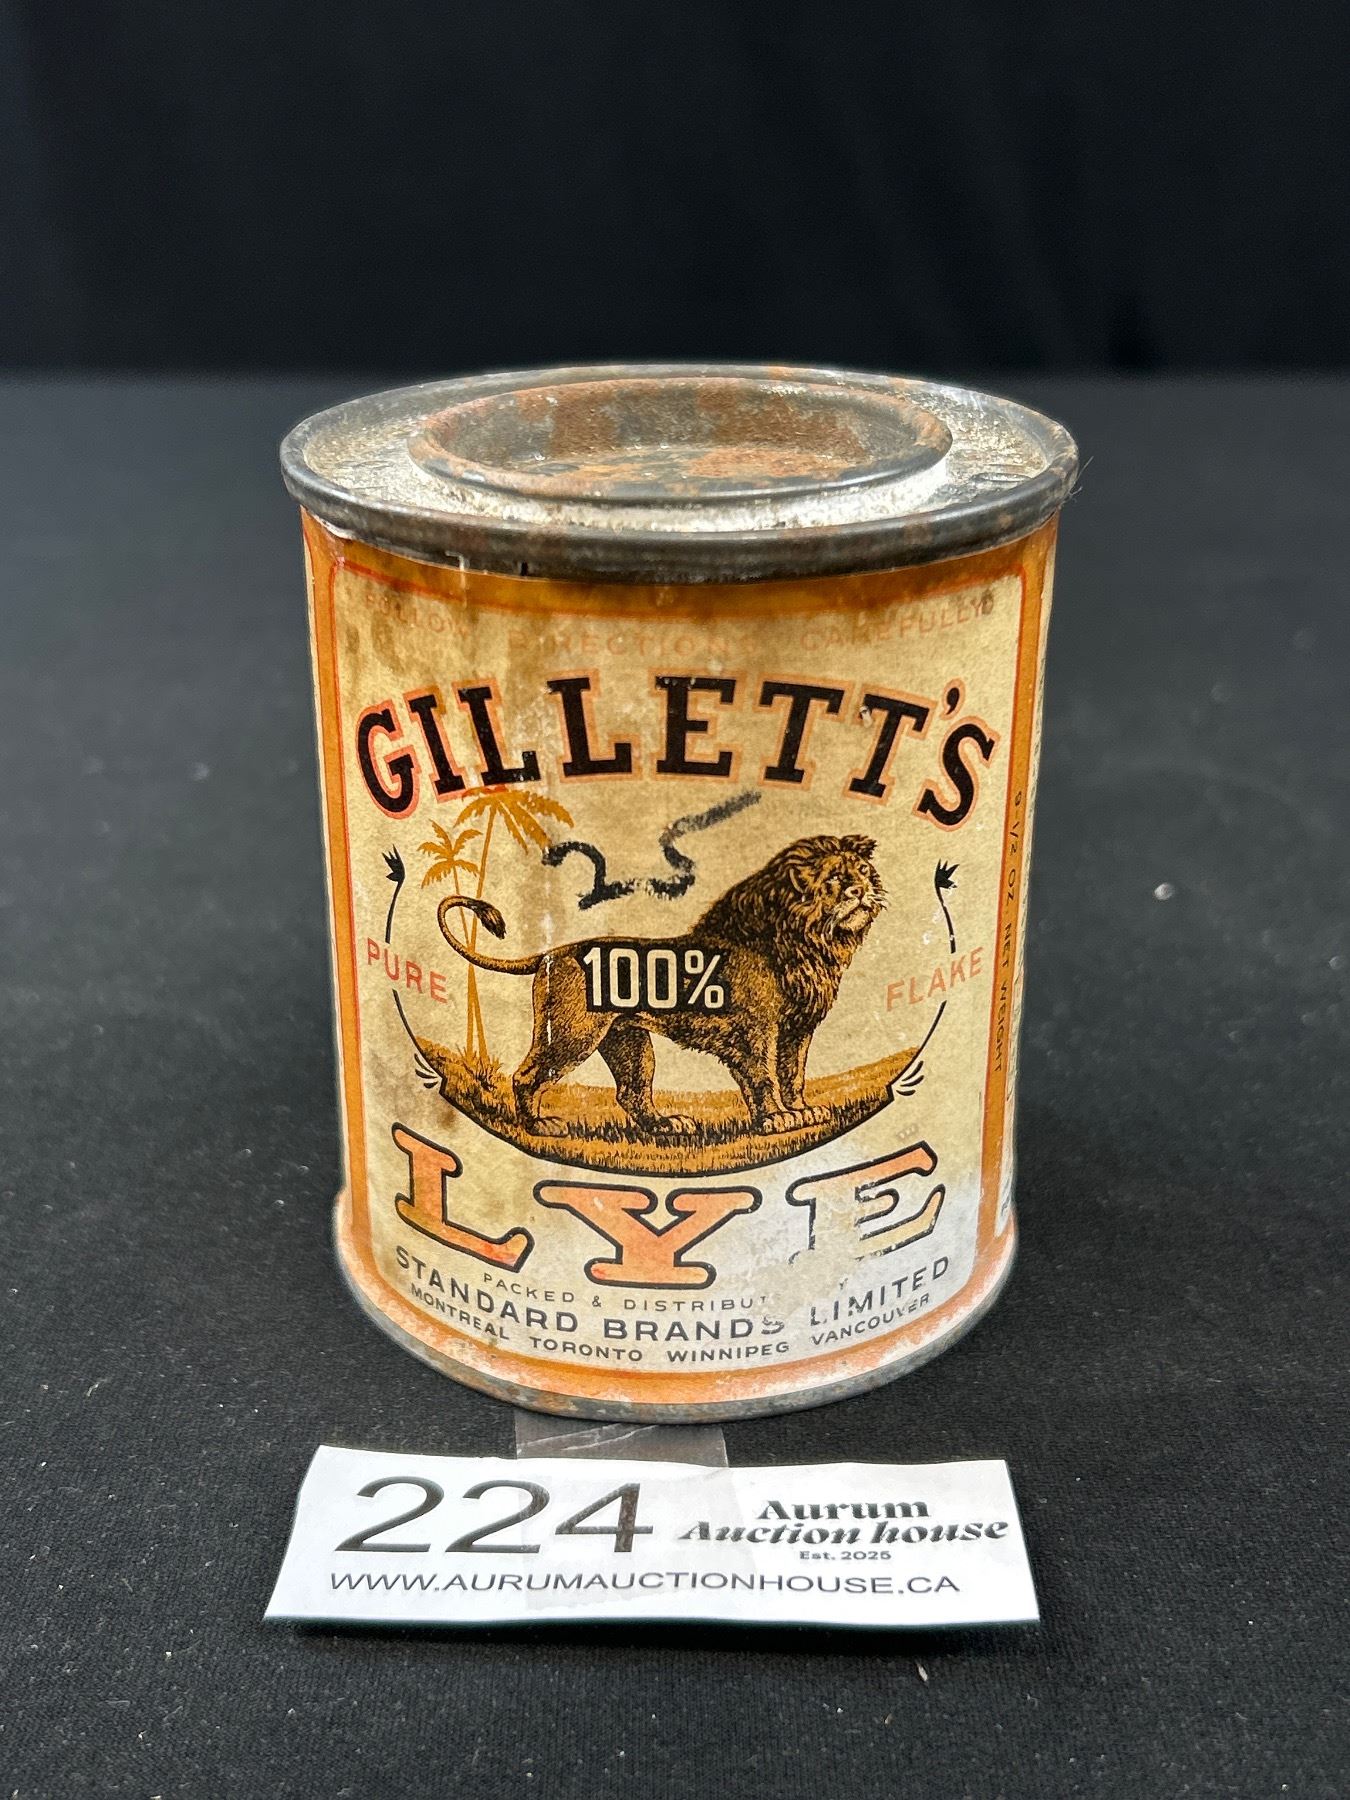 FOLLOW DIRECTIONS CAREFULLY
GILLETT'S
25
100%
PURE
FLAKE
9 1/2 OZ. NET WEIGHT
LYE
PACKED & DISTRIBUT
STANDARD BRANDS LIMITED
MONTREAL TORONTO WINNIPEG VANCOUVER
224
Aurum
Auction house
Est. 2025
WWW.AURUMAUCTIONHOUSE.CA